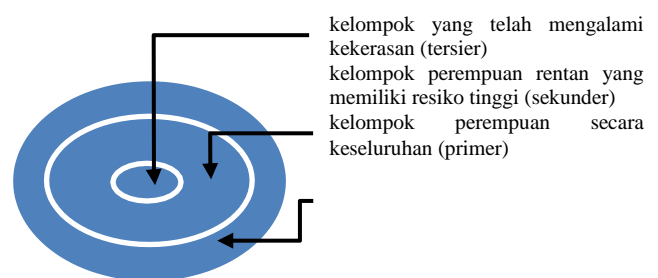 kelompok yang telah mengalami
kekerasan (tersier)
kelompok perempuan rentan yang
memiliki resiko tinggi (sekunder)
kelompok perempuan secara
keseluruhan (primer)